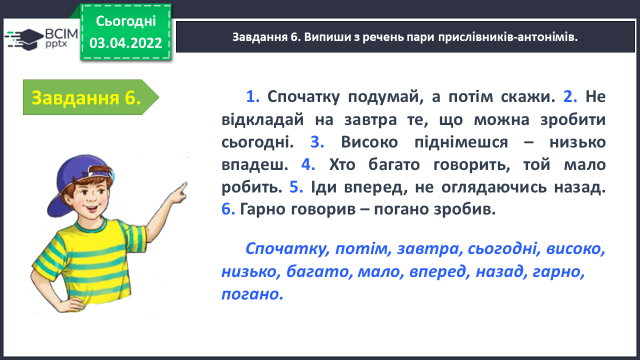 Сьогодні
03.04.2022
BCIM
pptx
Завдання 6. Випиши з речень пари прислівників-антонімів.
Завдання 6.
1. Спочатку подумай, а потім скажи. 2. Не
відкладай на завтра те, що можна зробити
сьогодні. 3. Високо піднімешся – низько
впадеш. 4. Хто багато говорить, той мало
робить. 5. Іди вперед, не оглядаючись назад.
6. Гарно говорив – погано зробив.
Спочатку, потім, завтра, сьогодні, високо,
низько, багато, мало, вперед, назад, гарно,
погано.